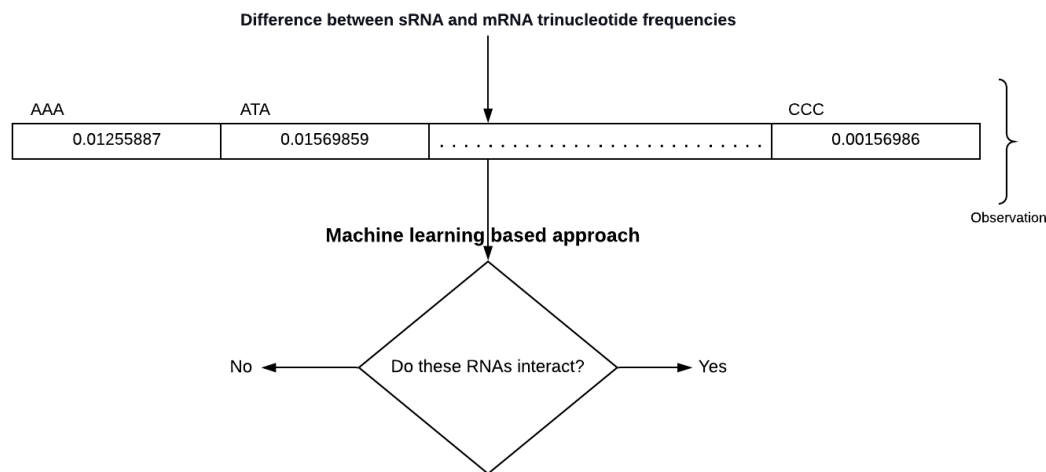 Difference between sRNA and mRNA trinucleotide frequencies
AAA ATA CCC
0.01255887 0.01569859 . . . . . . . . . . . . . . . . . . . . . . . . . . . 0.00156986
Observation
Machine learning based approach
No Do these RNAs interact? Yes